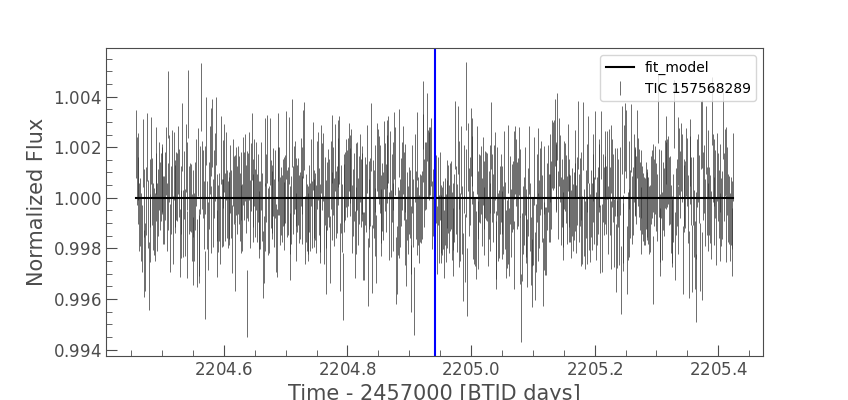 fit_model
TIC 157568289
1.004
1.002
1.000
0.998
0.996
0.994
Normalized Flux
2204.6 2204.8 2205.0 2205.2 2205.4
Time - 2457000 [BTJD days]